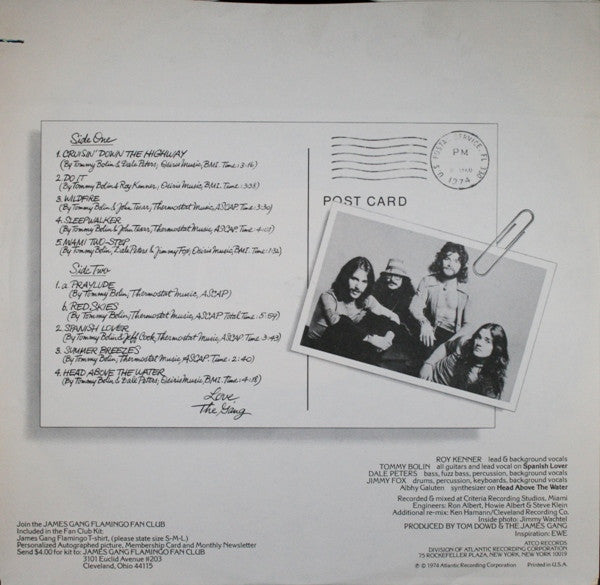 Side One
1. CRUISIN' DOWN THE HIGHWAY
(By Tommy Bolin & Dale Peters, Osiris Music, BMI. Time: 3:16)
2. DO IT
(By Tommy Bolin & Roy Kenner, Osiris Music, BMI. Time: 3:38)
3. WILDFIRE
(By Tommy Bolin & John Tesar, Thermostat Music, ASCAP. Time: 3:30)
4. SLEEPWALKER
(By Tommy Bolin & John Tesar, Thermostat Music, ASCAP. Time: 4:03)
5. MIAMI TWO-STEP
(By Tommy Bolin, Dale Peters & Jimmy Fox, Osiris Music, BMI. Time: 1:32)
Side Two
1. a. PRAYLUDE
(By Tommy Bolin, Thermostat Music, ASCAP)
b. RED SKIES
(By Tommy Bolin, Thermostat Music, ASCAP. Total Time: 5:59)
2. SPANISH LOVER
(By Tommy Bolin & Jeff Cook, Thermostat Music, ASCAP. Time: 3:43)
3. SUMMER BREEZES
(By Tommy Bolin, Thermostat Music, ASCAP. Time: 2:40)
4. HEAD ABOVE THE WATER
(By Tommy Bolin & Dale Peters, Osiris Music, BMI. Time: 4:18)
Love,
The Gang
U.S. POSTAL SERVICE, FL
PM
1974
POST CARD
ROY KENNER lead & background vocals
TOMMY BOLIN all guitars and lead vocal on Spanish Lover
DALE PETERS bass, fuzz bass, percussion, background vocals
JIMMY FOX drums, percussion, keyboards, background vocals
Albhy Galuten synthesizer on Head Above The Water
Recorded & mixed at Criteria Recording Studios, Miami
Engineers: Ron Albert, Howie Albert & Steve Klein
Additional re-mix: Ken Hamann/Cleveland Recording Co.
Inside photo: Jimmy Wachtel
PRODUCED BY TOM DOWD & THE JAMES GANG
Inspiration: EWE
ATCO RECORDS
DIVISION OF ATLANTIC RECORDING CORPORATION
75 ROCKEFELLER PLAZA, NEW YORK, NEW YORK 10019
℗ © 1974 Atlantic Recording Corporation Printed in U.S.A.
Join the JAMES GANG FLAMINGO FAN CLUB
Included in the Fan Club Kit:
James Gang Flamingo T-shirt, (please state size S-M-L)
Personalized Autographed picture, Membership Card and Monthly Newsletter
Send $4.00 for kit to: JAMES GANG FLAMINGO FAN CLUB
3101 Euclid Avenue #203
Cleveland, Ohio 44115